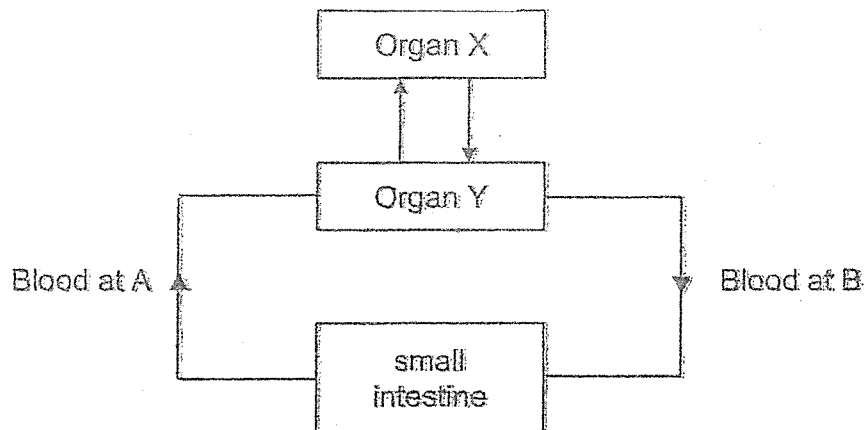 Organ X
Organ Y
Blood at A
Blood at B
small
intestine